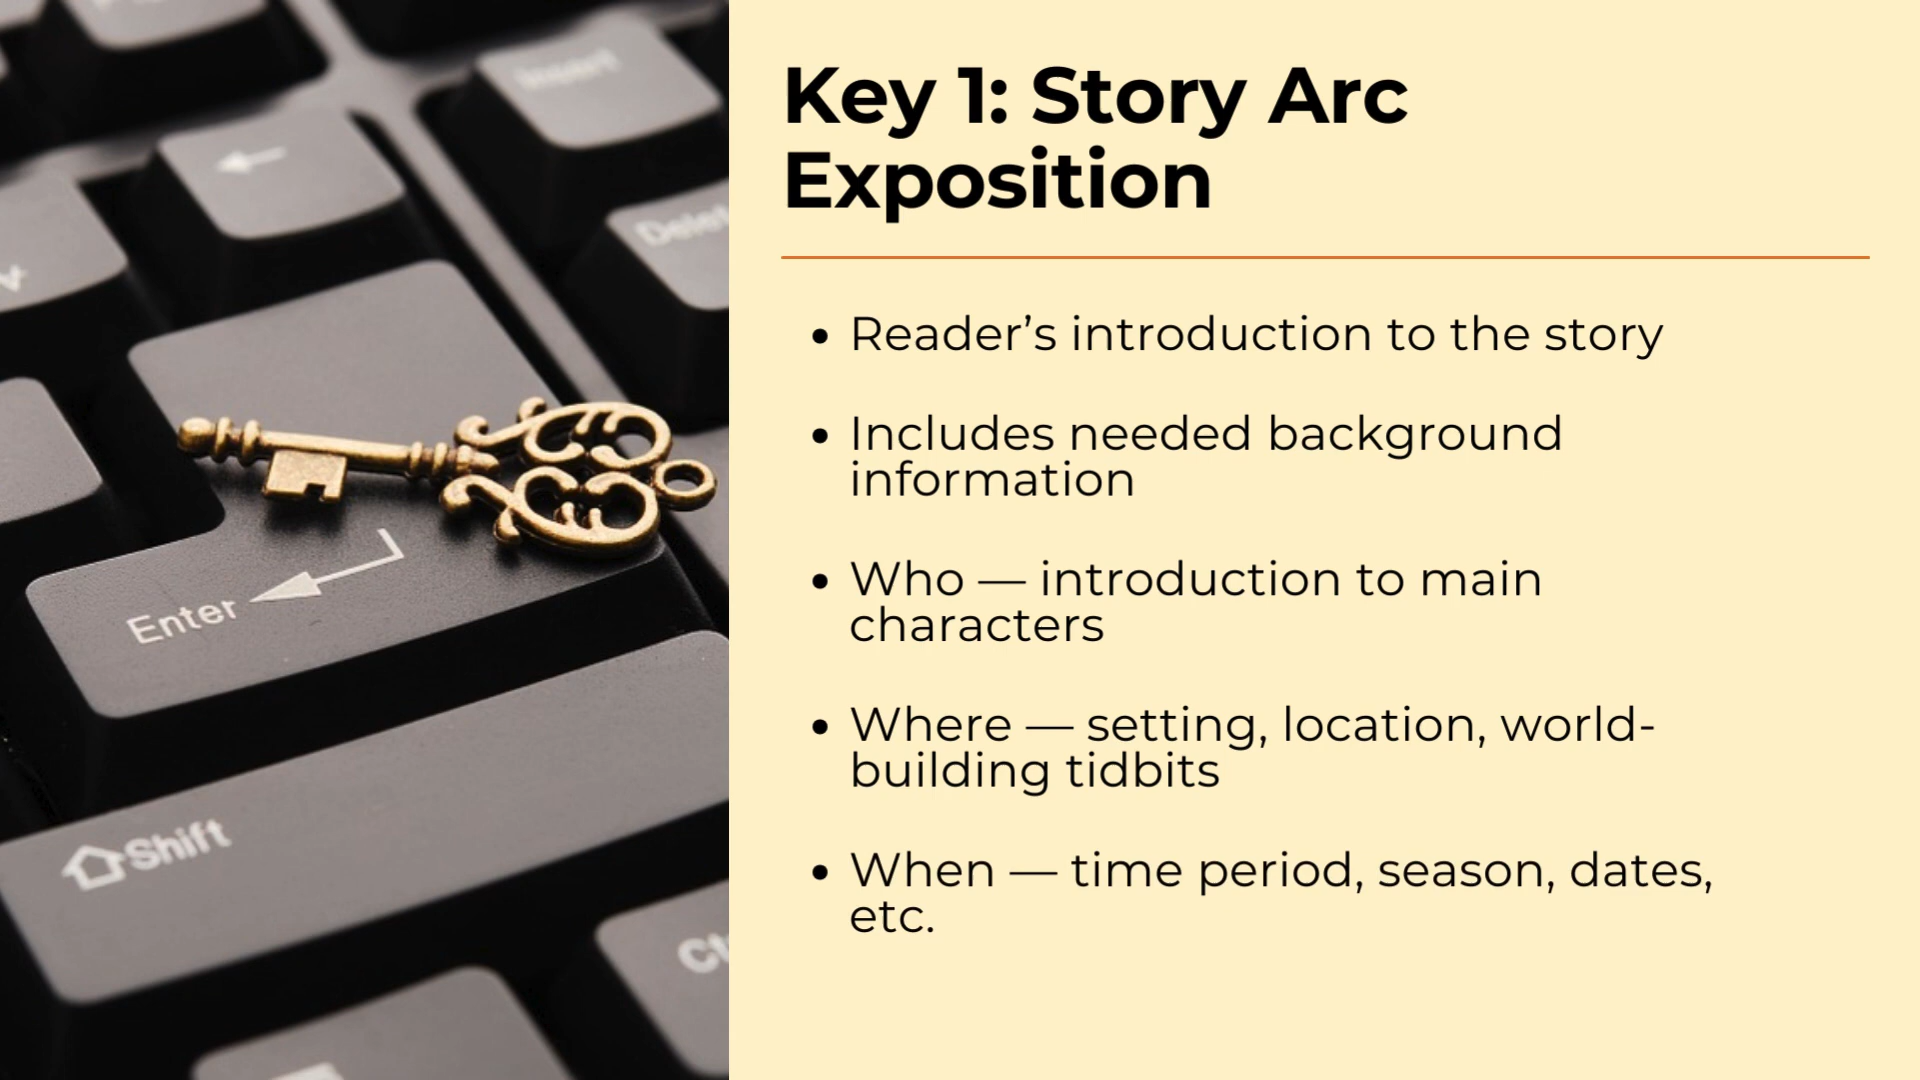 Key 1: Story Arc
Exposition
• Reader’s introduction to the story
• Includes needed background
information
• Who — introduction to main
characters
• Where — setting, location, world-
building tidbits
• When — time period, season, dates,
etc.
Insert
Enter
Shift